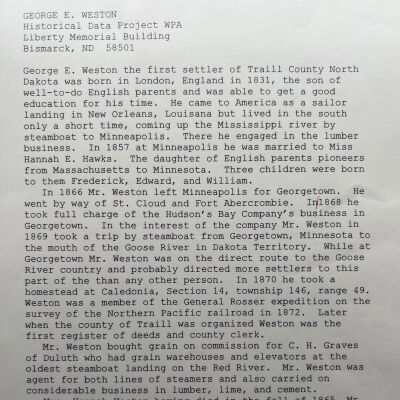 GEORGE E. WESTON
Historical Data Project WPA
Liberty Memorial Building
Bismarck, ND  58501
George E. Weston the first settler of Traill County North
Dakota was born in London, England in 1831, the son of
well-to-do English parents and was able to get a good
education for his time.  He came to America as a sailor
landing in New Orleans, Louisana but lived in the south
only a short time, coming up the Mississippi river by
steamboat to Minneapolis.  There he engaged in the lumber
business.  In 1857 at Minneapolis he was married to Miss
Hannah E. Hawks.  The daughter of English parents pioneers
from Massachusetts to Minnesota.  Three children were born
to them Frederick, Edward, and William.
In 1866 Mr. Weston left Minneapolis for Georgetown.  He
went by way of St. Cloud and Fort Abercrombie.  In 1868 he
took full charge of the Hudson's Bay Company's business in
Georgetown.  In the interest of the company Mr. Weston in
1869 took a trip by steamboat from Georgetown, Minnesota to
the mouth of the Goose River in Dakota Territory.  While at
Georgetown Mr. Weston was on the direct route to the Goose
River country and probably directed more settlers to this
part of the than any other person.  In 1870 he took a
homestead at Caledonia, Section 14, township 146, range 49.
Weston was a member of the General Rosser expedition on the
survey of the Northern Pacific railroad in 1872.  Later
when the county of Traill was organized Weston was the
first register of deeds and county clerk.
Mr. Weston bought grain on commission for C. H. Graves
of Duluth who had grain warehouses and elevators at the
oldest steamboat landing on the Red River.  Mr. Weston was
agent for both lines of steamers and also carried on
considerable business in lumber, lime, and cement.